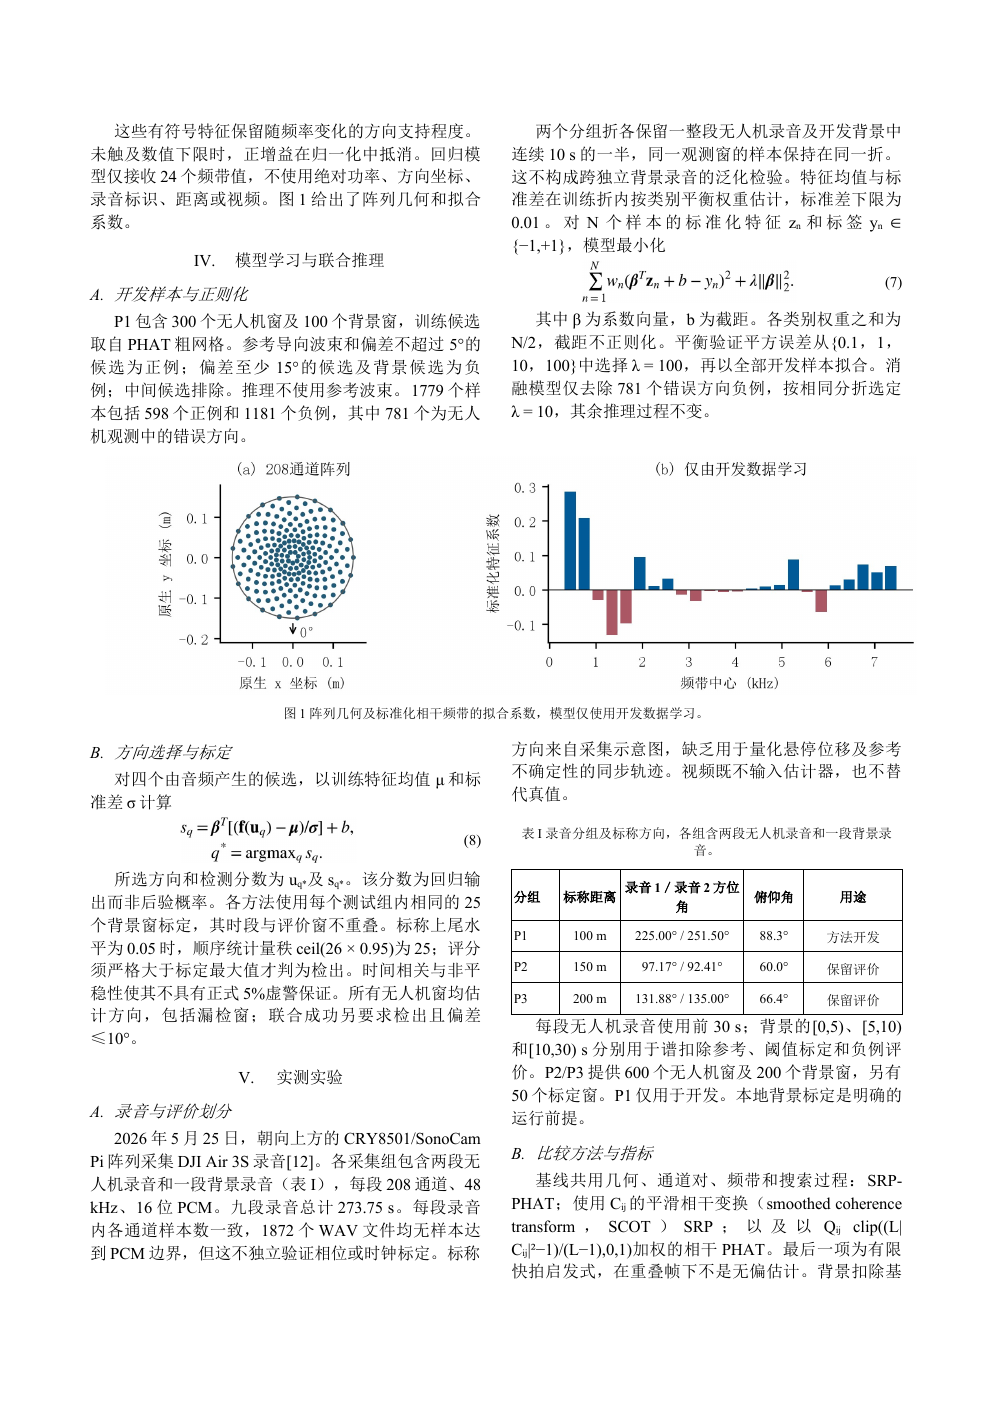 这些有符号特征保留随频率变化的方向支持程度。
未触及数值下限时，正增益在归一化中抵消。回归模
型仅接收 24 个频带值，不使用绝对功率、方向坐标、
录音标识、距离或视频。图 1 给出了阵列几何和拟合
系数。
IV. 模型学习与联合推理
A. 开发样本与正则化
P1 包含 300 个无人机窗及 100 个背景窗，训练候选
取自 PHAT 粗网格。参考导向波束和偏差不超过 5°的
候选为正例；偏差至少 15°的候选及背景候选为负
例；中间候选排除。推理不使用参考波束。1779 个样
本包括 598 个正例和 1181 个负例，其中 781 个为无人
机观测中的错误方向。
两个分组折各保留一整段无人机录音及开发背景中
连续 10 s 的一半，同一观测窗的样本保持在同一折。
这不构成跨独立背景录音的泛化检验。特征均值与标
准差在训练折内按类别平衡权重估计，标准差下限为
0.01。对 N 个样本的标准化特征 zₙ 和标签 yₙ ∈
{−1,+1}，模型最小化
∑_{n=1}^{N} wₙ(βᵀzₙ + b − yₙ)² + λ‖β‖₂². (7)
其中 β 为系数向量，b 为截距。各类别权重之和为
N/2，截距不正则化。平衡验证平方误差从{0.1，1，
10，100}中选择 λ = 100，再以全部开发样本拟合。消
融模型仅去除 781 个错误方向负例，按相同分折选定
λ = 10，其余推理过程不变。
(a) 208通道阵列
原生 y 坐标 (m)
0.1
0.0
−0.1
−0.2
0°
−0.1 0.0 0.1
原生 x 坐标 (m)
(b) 仅由开发数据学习
标准化特征系数
0.3
0.2
0.1
0.0
−0.1
0 1 2 3 4 5 6 7
频带中心 (kHz)
图 1 阵列几何及标准化相干频带的拟合系数，模型仅使用开发数据学习。
B. 方向选择与标定
对四个由音频产生的候选，以训练特征均值 μ 和标
准差 σ 计算
s_q = βᵀ[(f(u_q) − μ)/σ] + b,
q* = argmax_q s_q. (8)
所选方向和检测分数为 u_q*及 s_q*。该分数为回归输
出而非后验概率。各方法使用每个测试组内相同的 25
个背景窗标定，其时段与评价窗不重叠。标称上尾水
平为 0.05 时，顺序统计量秩 ceil(26 × 0.95)为 25；评分
须严格大于标定最大值才判为检出。时间相关与非平
稳性使其不具有正式 5%虚警保证。所有无人机窗均估
计方向，包括漏检窗；联合成功另要求检出且偏差
≤10°。
V. 实测实验
A. 录音与评价划分
2026 年 5 月 25 日，朝向上方的 CRY8501/SonoCam
Pi 阵列采集 DJI Air 3S 录音[12]。各采集组包含两段无
人机录音和一段背景录音（表 I），每段 208 通道、48
kHz、16 位 PCM。九段录音总计 273.75 s。每段录音
内各通道样本数一致，1872 个 WAV 文件均无样本达
到 PCM 边界，但这不独立验证相位或时钟标定。标称
方向来自采集示意图，缺乏用于量化悬停位移及参考
不确定性的同步轨迹。视频既不输入估计器，也不替
代真值。
表 I 录音分组及标称方向，各组含两段无人机录音和一段背景录
音。
分组 标称距离 录音 1 / 录音 2 方位角 俯仰角 用途
P1 100 m 225.00° / 251.50° 88.3° 方法开发
P2 150 m 97.17° / 92.41° 60.0° 保留评价
P3 200 m 131.88° / 135.00° 66.4° 保留评价
每段无人机录音使用前 30 s；背景的[0,5)、[5,10)
和[10,30) s 分别用于谱扣除参考、阈值标定和负例评
价。P2/P3 提供 600 个无人机窗及 200 个背景窗，另有
50 个标定窗。P1 仅用于开发。本地背景标定是明确的
运行前提。
B. 比较方法与指标
基线共用几何、通道对、频带和搜索过程：SRP-
PHAT；使用 Cᵢⱼ 的平滑相干变换（smoothed coherence
transform ， SCOT ） SRP ； 以 及 以 Qᵢⱼ clip((L|
Cᵢⱼ|²−1)/(L−1),0,1)加权的相干 PHAT。最后一项为有限
快拍启发式，在重叠帧下不是无偏估计。背景扣除基